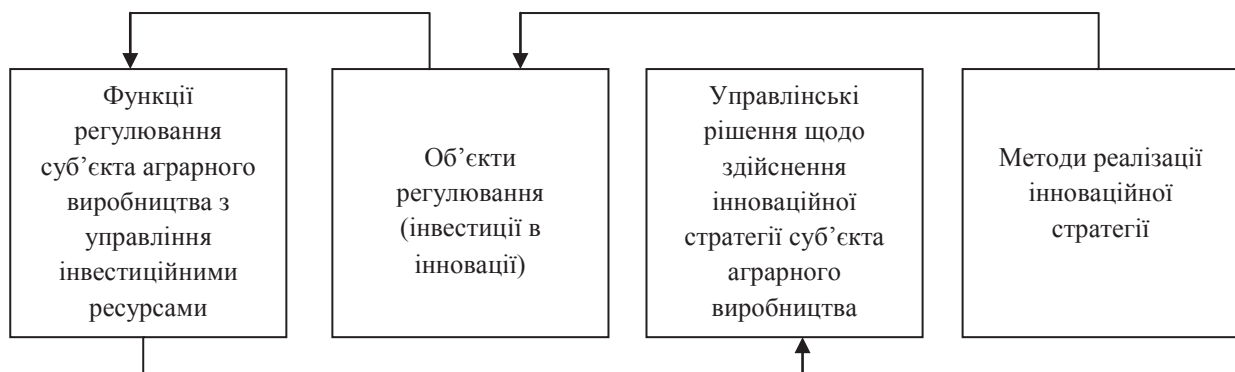 Функції
регулювання
суб’єкта аграрного
виробництва з
управління
інвестиційними
ресурсами
Об’єкти
регулювання
(інвестиції в
інновації)
Управлінські
рішення щодо
здійснення
інноваційної
стратегії суб’єкта
аграрного
виробництва
Методи реалізації
інноваційної
стратегії